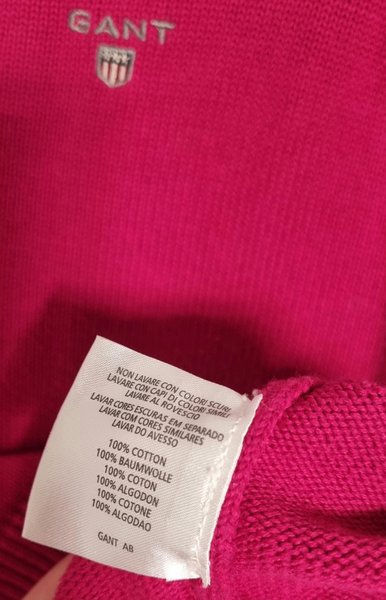 GANT
NON LAVARE CON COLORI SCURI
LAVARE CON CAPI DI COLORI SIMILI
LAVARE AL ROVESCIO
LAVAR CORES ESCURAS EM SEPARADO
LAVAR COM CORES SIMILARES
LAVAR DO AVESSO
100% COTTON
100% BAUMWOLLE
100% COTON
100% ALGODON
100% COTONE
100% ALGODÃO
GANT AB